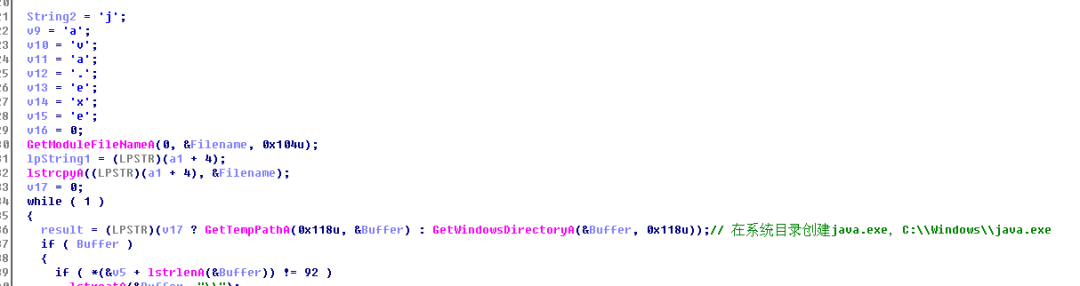 21 String2 = 'j';
22 v9 = 'a';
23 v10 = 'v';
24 v11 = 'a';
25 v12 = '.';
26 v13 = 'e';
27 v14 = 'x';
28 v15 = 'e';
29 v16 = 0;
30 GetModuleFileNameA(0, &Filename, 0x104u);
31 lpString1 = (LPSTR)(a1 + 4);
32 lstrcpyA((LPSTR)(a1 + 4), &Filename);
33 v17 = 0;
34 while ( 1 )
35 {
36 result = (LPSTR)(v17 ? GetTempPathA(0x118u, &Buffer) : GetWindowsDirectoryA(&Buffer, 0x118u));// 在系统目录创建java.exe, C:\\Windows\\java.exe
37 if ( Buffer )
38 {
39 if ( *(&v5 + lstrlenA(&Buffer)) != 92 )
lstrcatA(&Buffer, "\\");